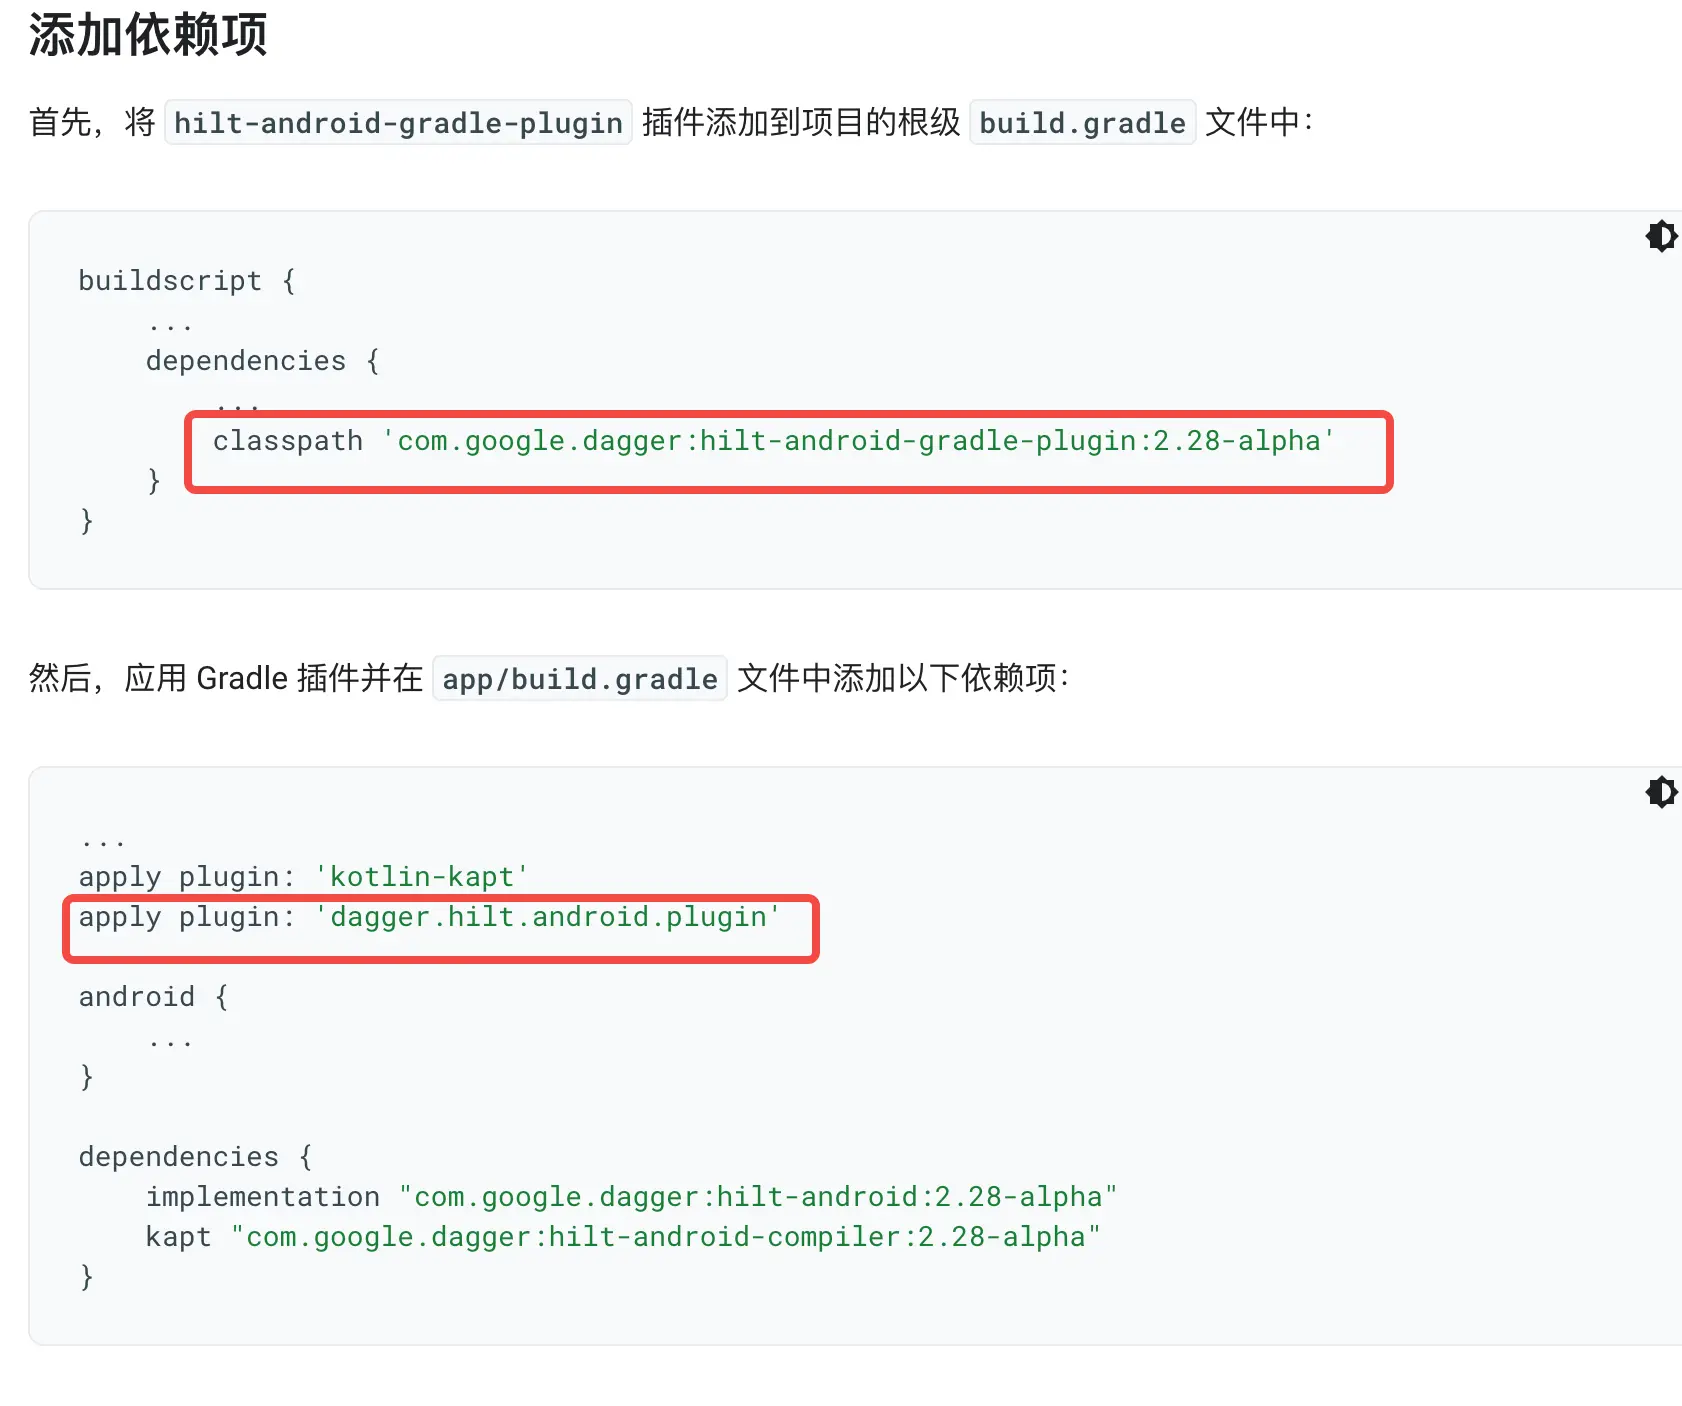 添加依赖项
首先，将 hilt-android-gradle-plugin 插件添加到项目的根级 build.gradle 文件中：
buildscript {
    ...
    dependencies {
        ...
        classpath 'com.google.dagger:hilt-android-gradle-plugin:2.28-alpha'
    }
}
然后，应用 Gradle 插件并在 app/build.gradle 文件中添加以下依赖项：
...
apply plugin: 'kotlin-kapt'
apply plugin: 'dagger.hilt.android.plugin'
android {
    ...
}
dependencies {
    implementation "com.google.dagger:hilt-android:2.28-alpha"
    kapt "com.google.dagger:hilt-android-compiler:2.28-alpha"
}